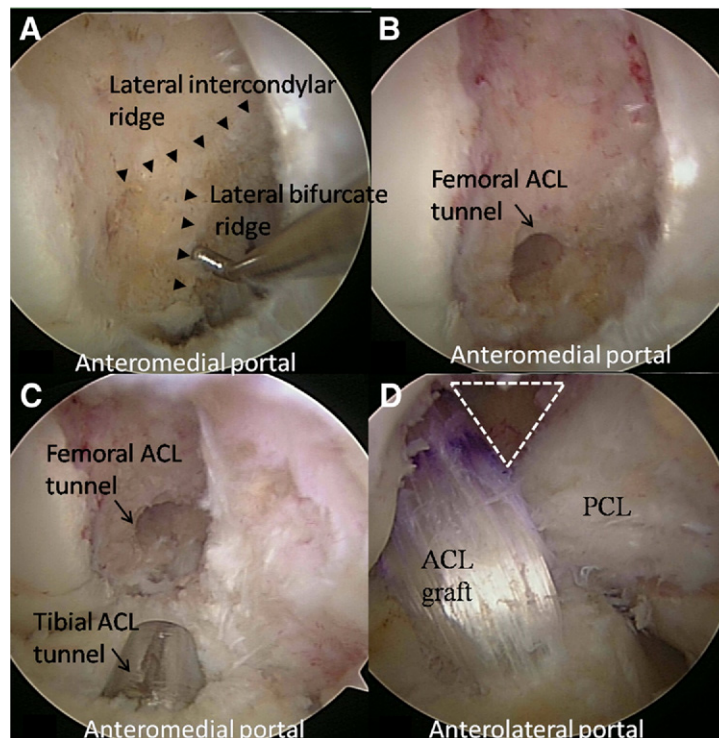 A
Lateral intercondylar
ridge
Lateral bifurcate
ridge
Anteromedial portal
B
Femoral ACL
tunnel
Anteromedial portal
C
Femoral ACL
tunnel
Tibial ACL
tunnel
Anteromedial portal
D
ACL
graft
PCL
Anterolateral portal